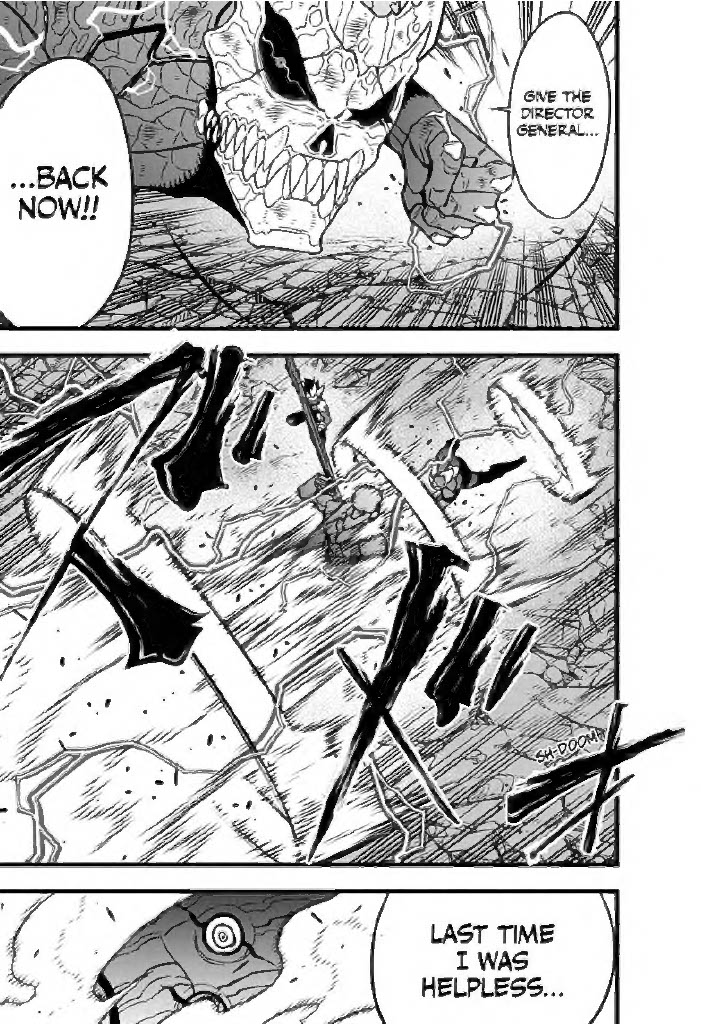 GIVE THE
DIRECTOR
GENERAL...
...BACK
NOW!!
SH-DOOM!
LAST TIME
I WAS
HELPLESS...